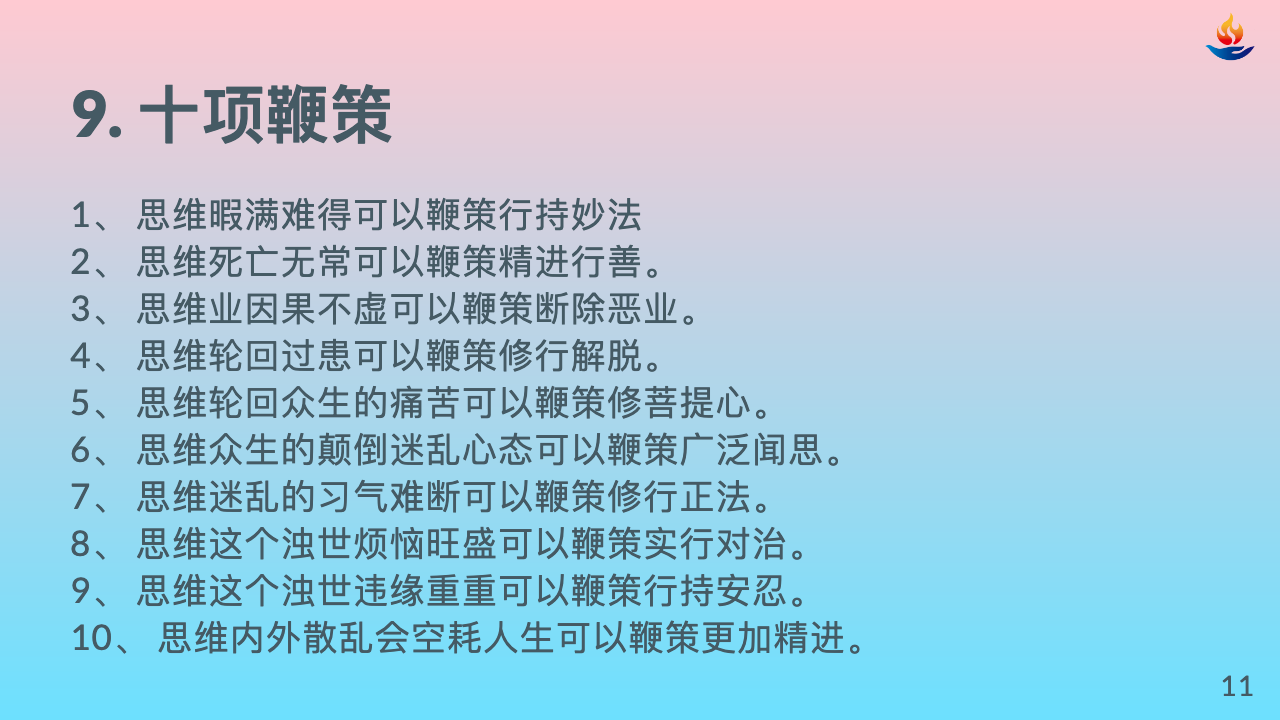 9. 十项鞭策
1、 思维暇满难得可以鞭策行持妙法
2、 思维死亡无常可以鞭策精进行善。
3、 思维业因果不虚可以鞭策断除恶业。
4、 思维轮回过患可以鞭策修行解脱。
5、 思维轮回众生的痛苦可以鞭策修菩提心。
6、 思维众生的颠倒迷乱心态可以鞭策广泛闻思。
7、 思维迷乱的习气难断可以鞭策修行正法。
8、 思维这个浊世烦恼旺盛可以鞭策实行对治。
9、 思维这个浊世违缘重重可以鞭策行持安忍。
10、 思维内外散乱会空耗人生可以鞭策更加精进。
11